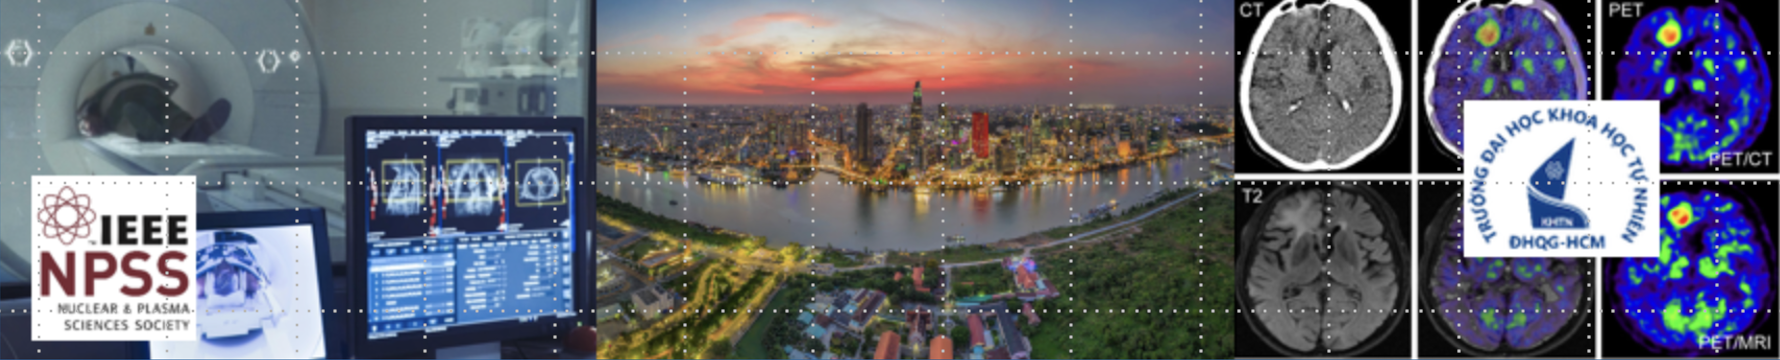 IEEE
NPSS
NUCLEAR & PLASMA
SCIENCES SOCIETY
CT
PET
PET/CT
T2
PET/MRI
TRƯỜNG ĐẠI HỌC KHOA HỌC TỰ NHIÊN
KHTN
ĐHQG-HCM